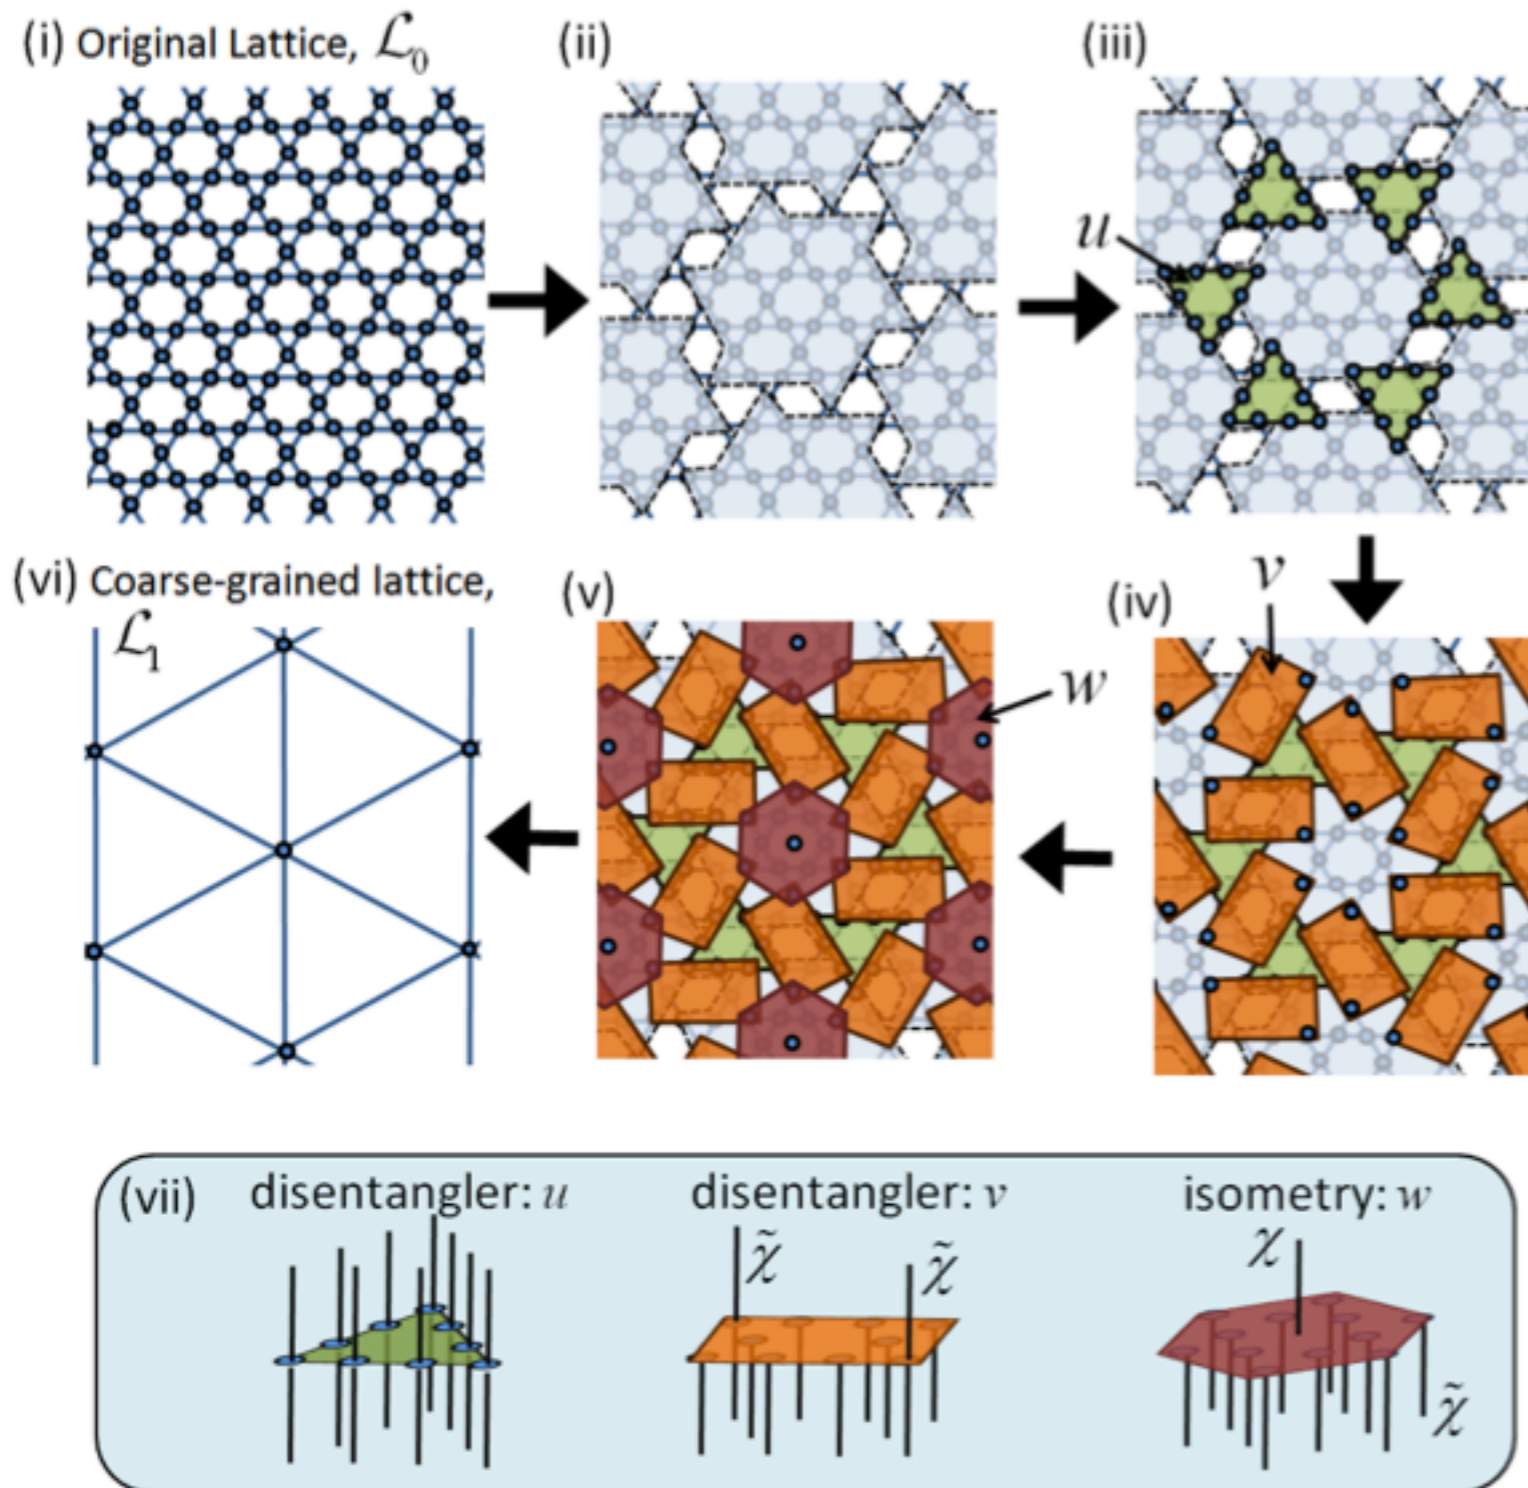 (i) Original Lattice, ℒ₀
(ii)
(iii)
u
(vi) Coarse-grained lattice,
ℒ₁
(v)
w
(iv)
v
(vii)
disentangler: u
disentangler: v
isometry: w
χ̃
χ̃
χ
χ̃